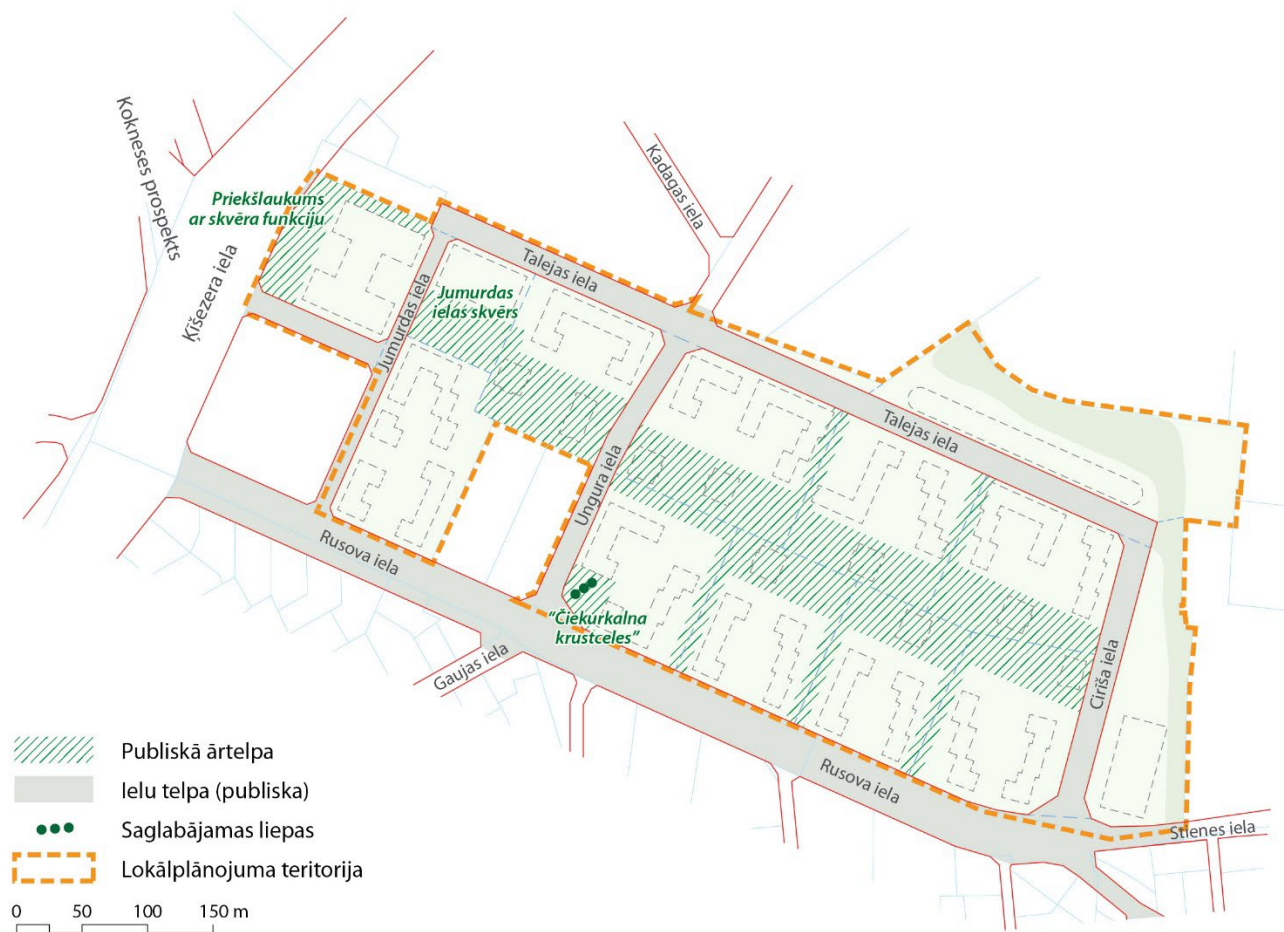 Kokneses prospekts
Kadagas iela
Priekšlaukums
ar skvēra funkciju
Ķīšezera iela
Talejas iela
Jumurdas iela
Jumurdas
ielas skvērs
Talejas iela
Ungura iela
Rusova iela
"Čiekurkalna
krustceles"
Gaujas iela
Cirīša iela
Rusova iela
Stienes iela
Publiskā ārtelpa
Ielu telpa (publiska)
Saglabājamas liepas
Lokālplānojuma teritorija
0 50 100 150 m